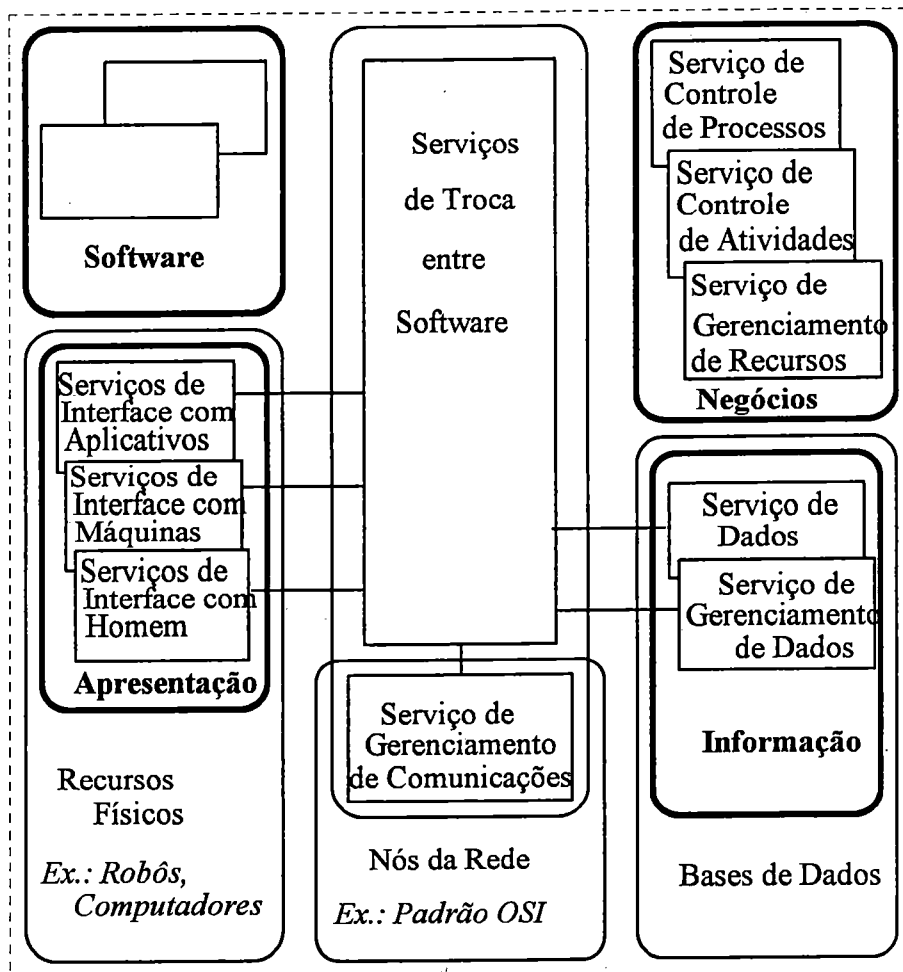 Software
Serviços
de Troca
entre
Software
Serviço de
Controle
de Processos
Serviço de
Controle
de Atividades
Serviço de
Gerenciamento
de Recursos
Negócios
Serviços de
Interface com
Aplicativos
Serviços de
Interface com
Máquinas
Serviços de
Interface com
Homem
Apresentação
Recursos
Físicos
Ex.: Robôs,
Computadores
Serviço de
Gerenciamento
de Comunicações
Nós da Rede
Ex.: Padrão OSI
Serviço de
Dados
Serviço de
Gerenciamento
de Dados
Informação
Bases de Dados